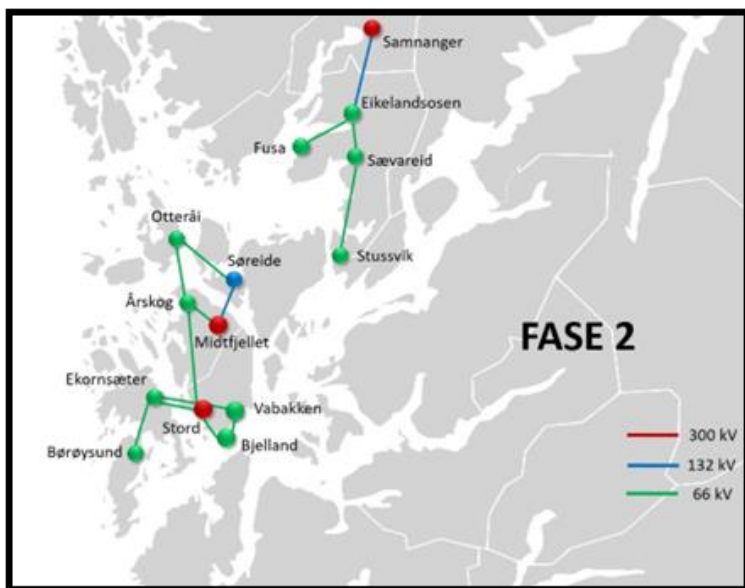 Samnanger
Eikelandsosen
Fusa
Sævareid
Otteråi
Søreide
Stussvik
Årskog
Midtfjellet
FASE 2
Ekornsæter
Vabakken
Stord
Bjelland
Børøysund
300 kV
132 kV
66 kV